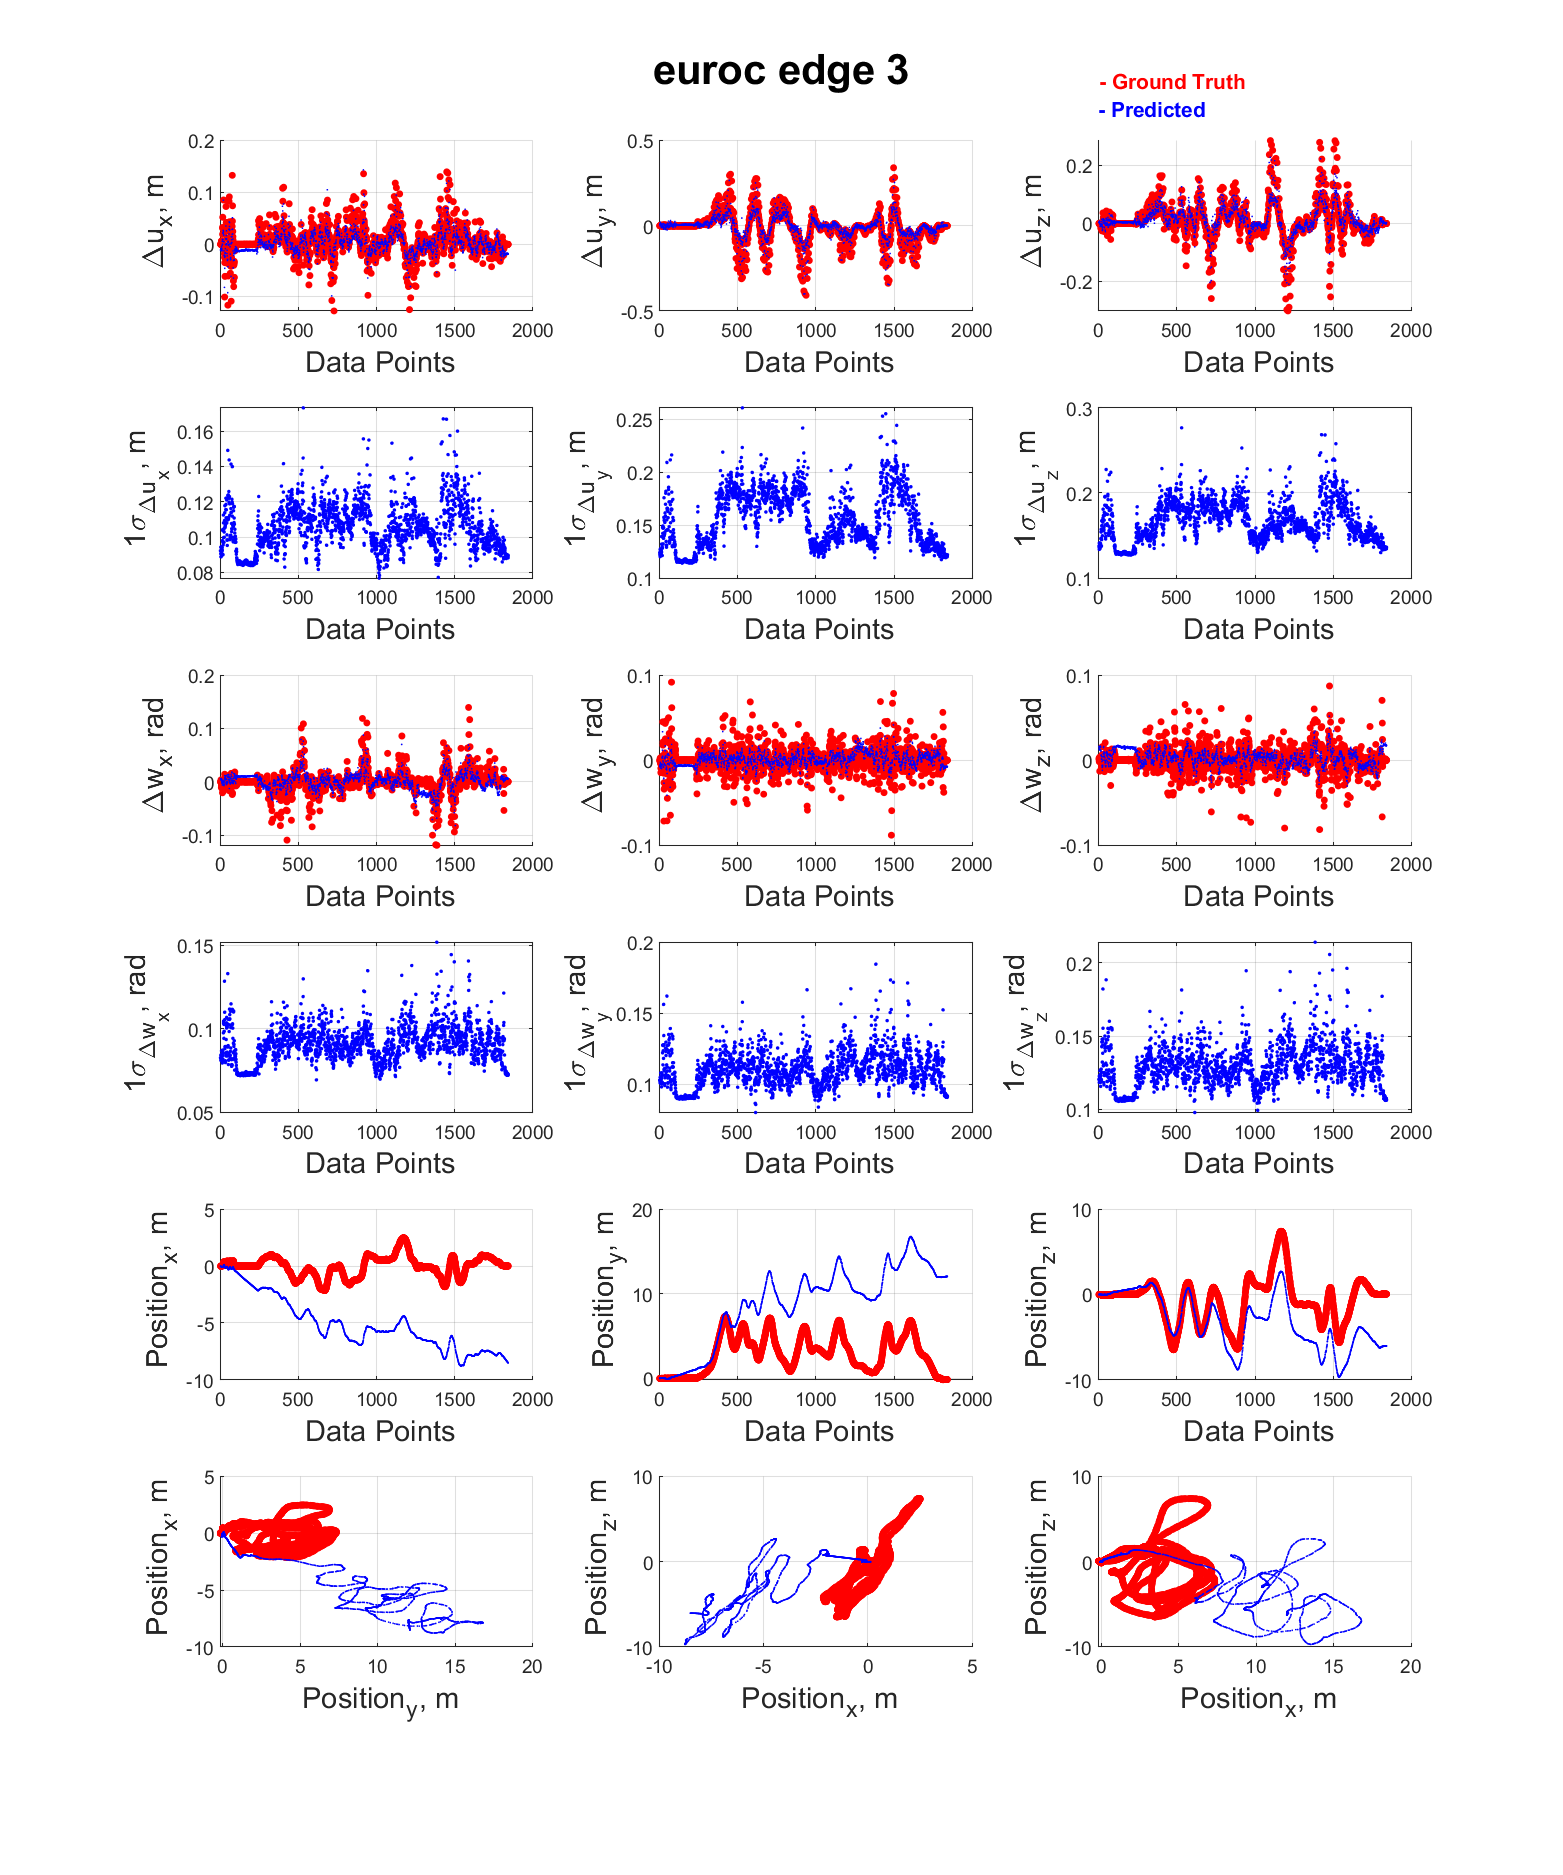 euroc edge 3
- Ground Truth
- Predicted
0.2
0.1
0
-0.1
Δu_x, m
0 500 1000 1500 2000
Data Points
0.5
0
-0.5
Δu_y, m
0 500 1000 1500 2000
Data Points
0.2
0
-0.2
Δu_z, m
0 500 1000 1500 2000
Data Points
0.16
0.14
0.12
0.1
0.08
1σ_Δu_x, m
0 500 1000 1500 2000
Data Points
0.25
0.2
0.15
0.1
1σ_Δu_y, m
0 500 1000 1500 2000
Data Points
0.3
0.2
0.1
1σ_Δu_z, m
0 500 1000 1500 2000
Data Points
0.2
0.1
0
-0.1
Δw_x, rad
0 500 1000 1500 2000
Data Points
0.1
0
-0.1
Δw_y, rad
0 500 1000 1500 2000
Data Points
0.1
0
-0.1
Δw_z, rad
0 500 1000 1500 2000
Data Points
0.15
0.1
0.05
1σ_Δw_x, rad
0 500 1000 1500 2000
Data Points
0.2
0.15
0.1
1σ_Δw_y, rad
0 500 1000 1500 2000
Data Points
0.2
0.15
0.1
1σ_Δw_z, rad
0 500 1000 1500 2000
Data Points
5
0
-5
-10
Position_x, m
0 500 1000 1500 2000
Data Points
20
10
0
Position_y, m
0 500 1000 1500 2000
Data Points
10
0
-10
Position_z, m
0 500 1000 1500 2000
Data Points
5
0
-5
-10
Position_x, m
0 5 10 15 20
Position_y, m
10
0
-10
Position_z, m
-10 -5 0 5
Position_x, m
10
0
-10
Position_z, m
0 5 10 15 20
Position_x, m